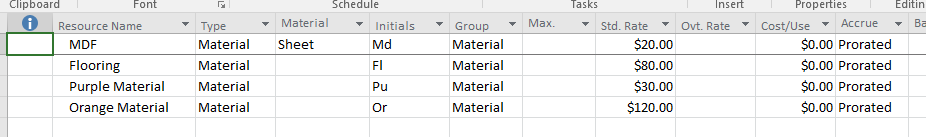 Clipboard Font Schedule Tasks Insert Properties Editin
Resource Name Type Material Initials Group Max. Std. Rate Ovt. Rate Cost/Use Accrue Ba
MDF Material Sheet Md Material $20.00 $0.00 Prorated
Flooring Material Fl Material $80.00 $0.00 Prorated
Purple Material Material Pu Material $30.00 $0.00 Prorated
Orange Material Material Or Material $120.00 $0.00 Prorated